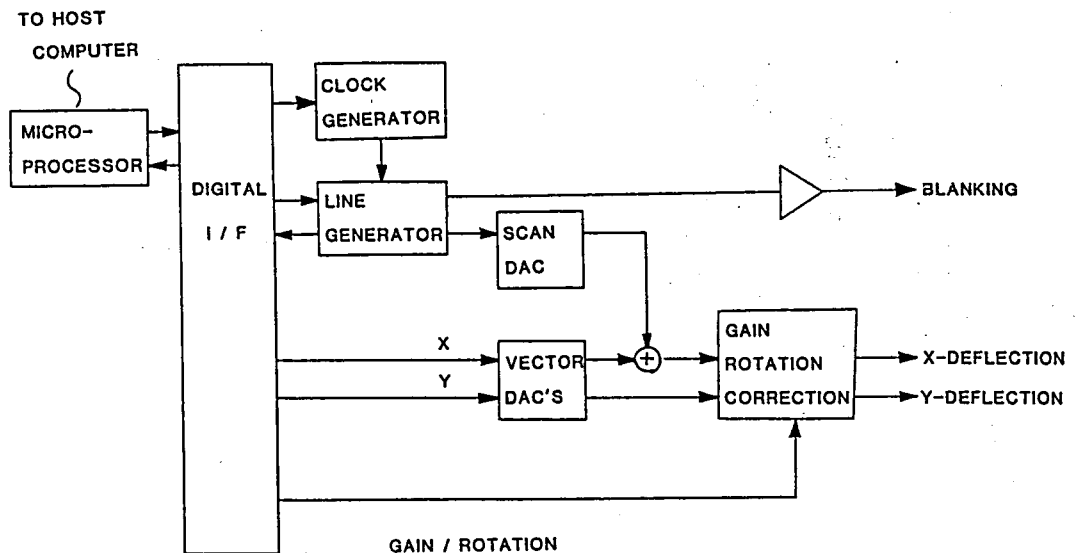 TO HOST
COMPUTER
MICRO-
PROCESSOR
DIGITAL
I / F
CLOCK
GENERATOR
LINE
GENERATOR
SCAN
DAC
BLANKING
X
Y
VECTOR
DAC'S
+
GAIN
ROTATION
CORRECTION
X-DEFLECTION
Y-DEFLECTION
GAIN / ROTATION